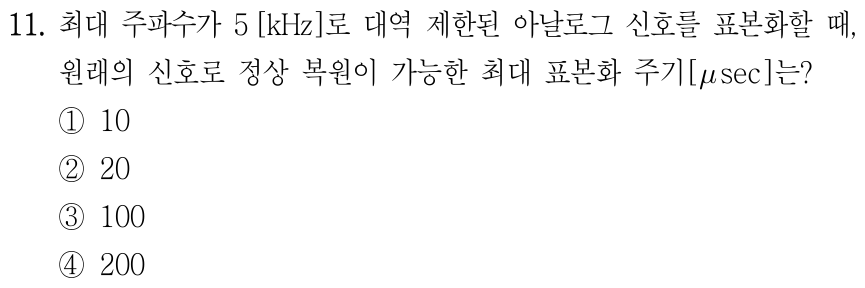 11. 최대 주파수가 5 [kHz]로 대역 제한된 아날로그 신호를 표본화할 때,
원래의 신호로 정상 복원이 가능한 최대 표본화 주기[μsec]는?
① 10
② 20
③ 100
④ 200